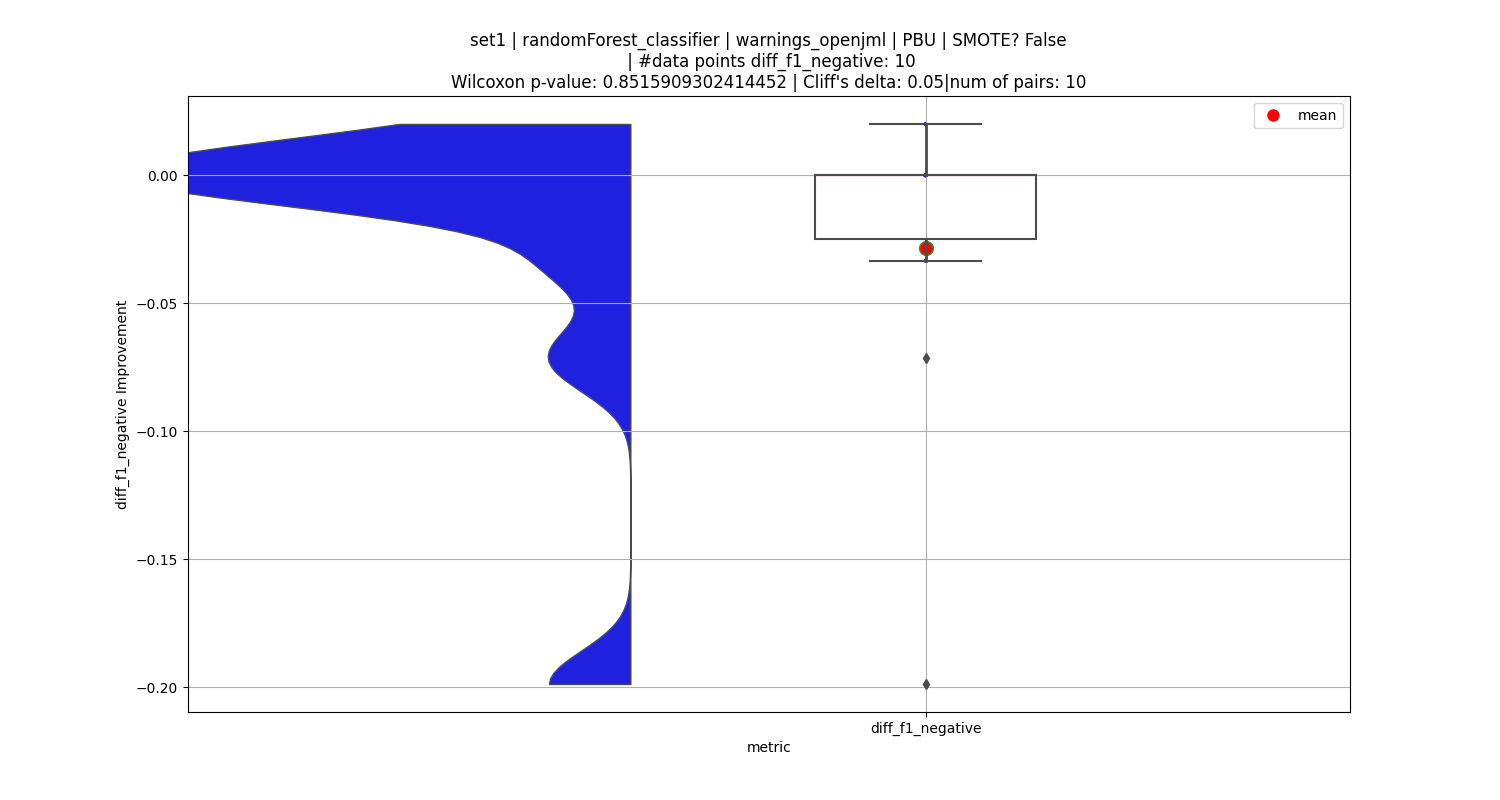 set1 | randomForest_classifier | warnings_openjml | PBU | SMOTE? False
| #data points diff_f1_negative: 10
Wilcoxon p-value: 0.8515909302414452 | Cliff's delta: 0.05|num of pairs: 10
mean
0.00
−0.05
−0.10
−0.15
−0.20
diff_f1_negative Improvement
diff_f1_negative
metric